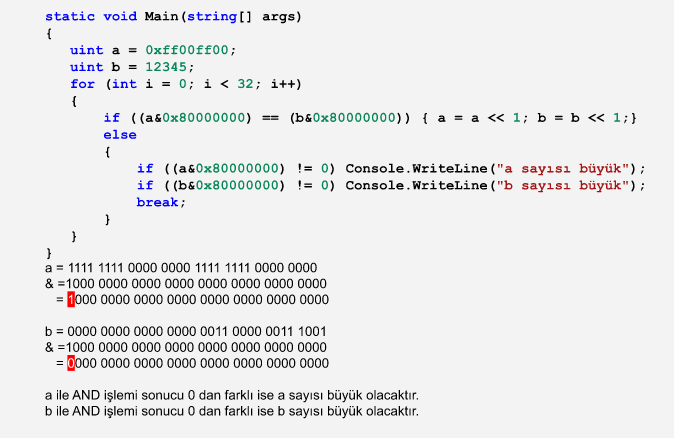 static void Main(string[] args)
{
uint a = 0xff00ff00;
uint b = 12345;
for (int i = 0; i < 32; i++)
{
if ((a&0x80000000) == (b&0x80000000)) { a = a << 1; b = b << 1;}
else
{
if ((a&0x80000000) != 0) Console.WriteLine("a sayısı büyük");
if ((b&0x80000000) != 0) Console.WriteLine("b sayısı büyük");
break;
}
}
}
a = 1111 1111 0000 0000 1111 1111 0000 0000
& =1000 0000 0000 0000 0000 0000 0000 0000
= 1000 0000 0000 0000 0000 0000 0000 0000
b = 0000 0000 0000 0000 0011 0000 0011 1001
& =1000 0000 0000 0000 0000 0000 0000 0000
= 0000 0000 0000 0000 0000 0000 0000 0000
a ile AND işlemi sonucu 0 dan farklı ise a sayısı büyük olacaktır.
b ile AND işlemi sonucu 0 dan farklı ise b sayısı büyük olacaktır.